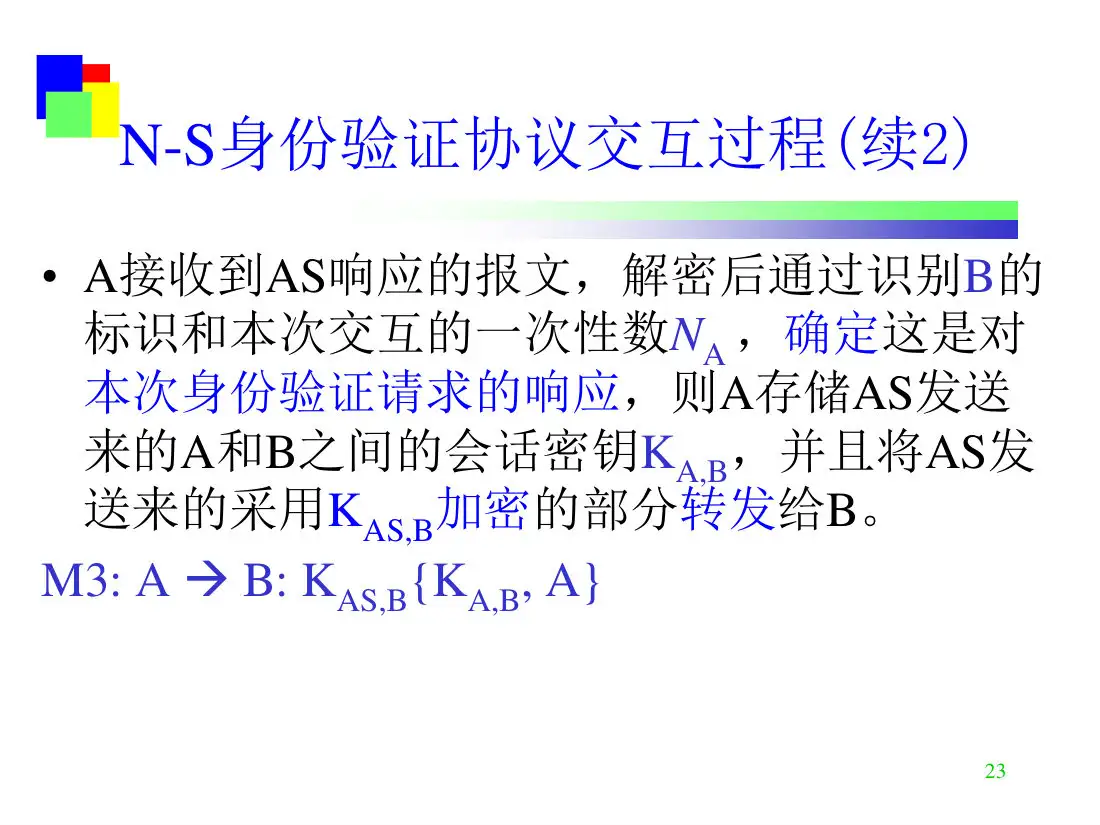 N-S身份验证协议交互过程(续2)
• A接收到AS响应的报文，解密后通过识别B的
标识和本次交互的一次性数N_A，确定这是对
本次身份验证请求的响应，则A存储AS发送
来的A和B之间的会话密钥K_A,B，并且将AS发
送来的采用K_AS,B加密的部分转发给B。
M3: A → B: K_AS,B{K_A,B, A}
23